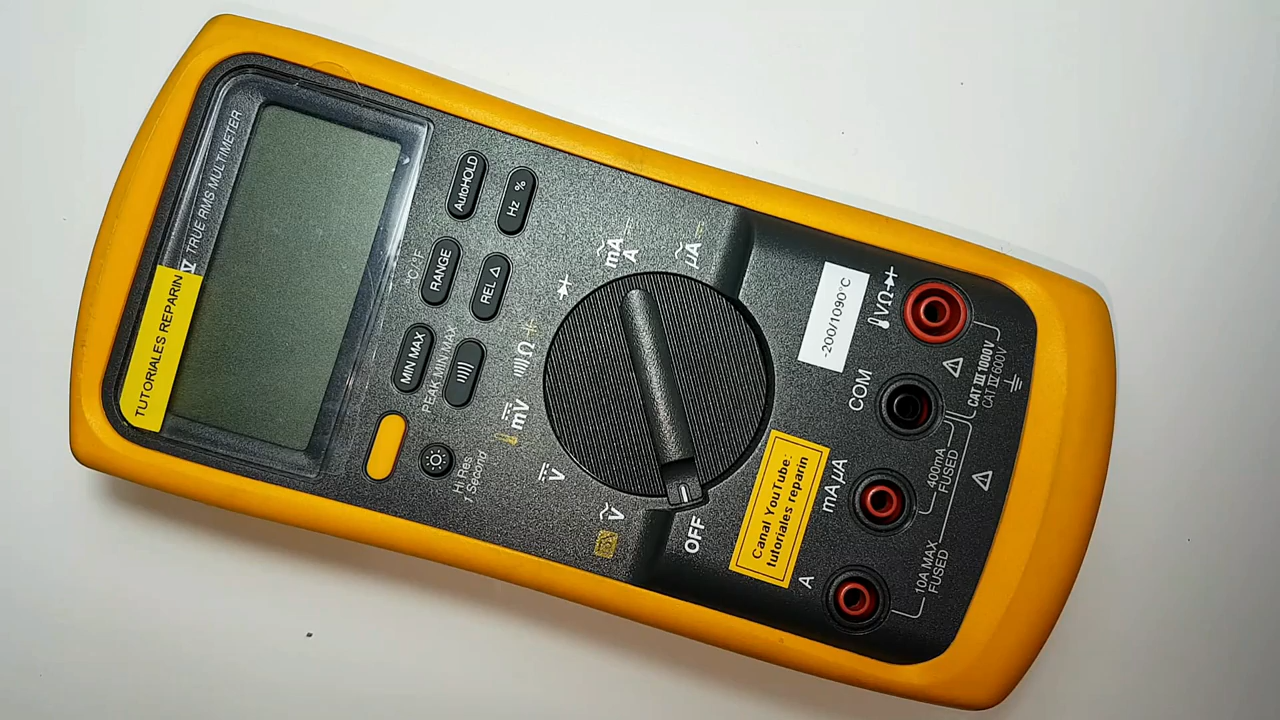 TUTORIALES REPARIN
V TRUE RMS MULTIMETER
MIN MAX
RANGE
AutoHOLD
°C °F
PEAK MIN MAX
REL Δ
Hz %
Hi Res
1 Second
V
V
mV
Ω
mA
A
µA
OFF
-200/1090°C
Canal YouTube:
tutoriales reparin
A
mA µA
COM
VΩ
10A MAX
FUSED
400mA
FUSED
CAT III 1000V
CAT IV 600V